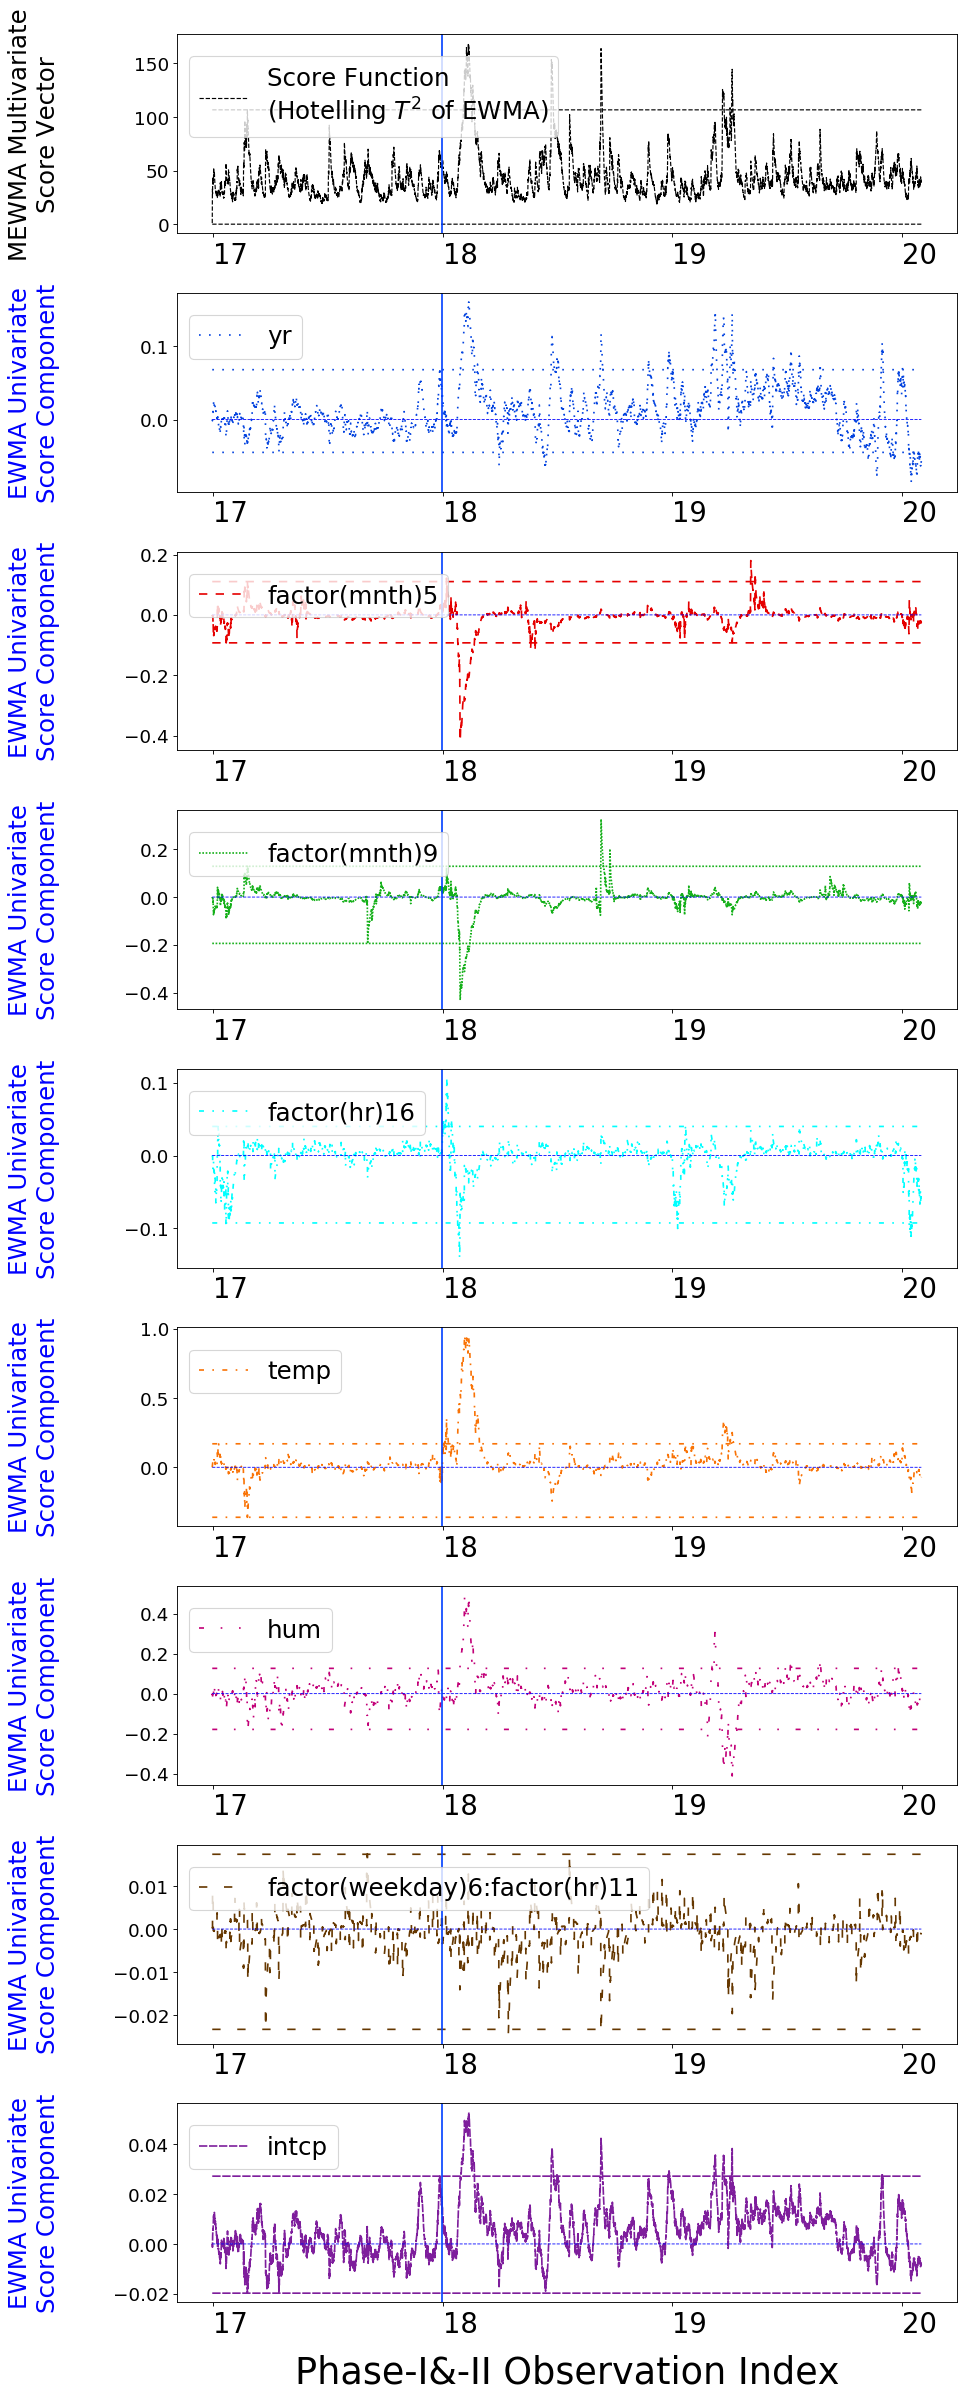 MEWMA Multivariate
Score Vector
150
100
50
0
Score Function
(Hotelling T² of EWMA)
17 18 19 20
EWMA Univariate
Score Component
0.1
0.0
yr
17 18 19 20
EWMA Univariate
Score Component
0.2
0.0
−0.2
−0.4
factor(mnth)5
17 18 19 20
EWMA Univariate
Score Component
0.2
0.0
−0.2
−0.4
factor(mnth)9
17 18 19 20
EWMA Univariate
Score Component
0.1
0.0
−0.1
factor(hr)16
17 18 19 20
EWMA Univariate
Score Component
1.0
0.5
0.0
temp
17 18 19 20
EWMA Univariate
Score Component
0.4
0.2
0.0
−0.2
−0.4
hum
17 18 19 20
EWMA Univariate
Score Component
0.01
0.00
−0.01
−0.02
factor(weekday)6:factor(hr)11
17 18 19 20
EWMA Univariate
Score Component
0.04
0.02
0.00
−0.02
intcp
17 18 19 20
Phase-I&-II Observation Index